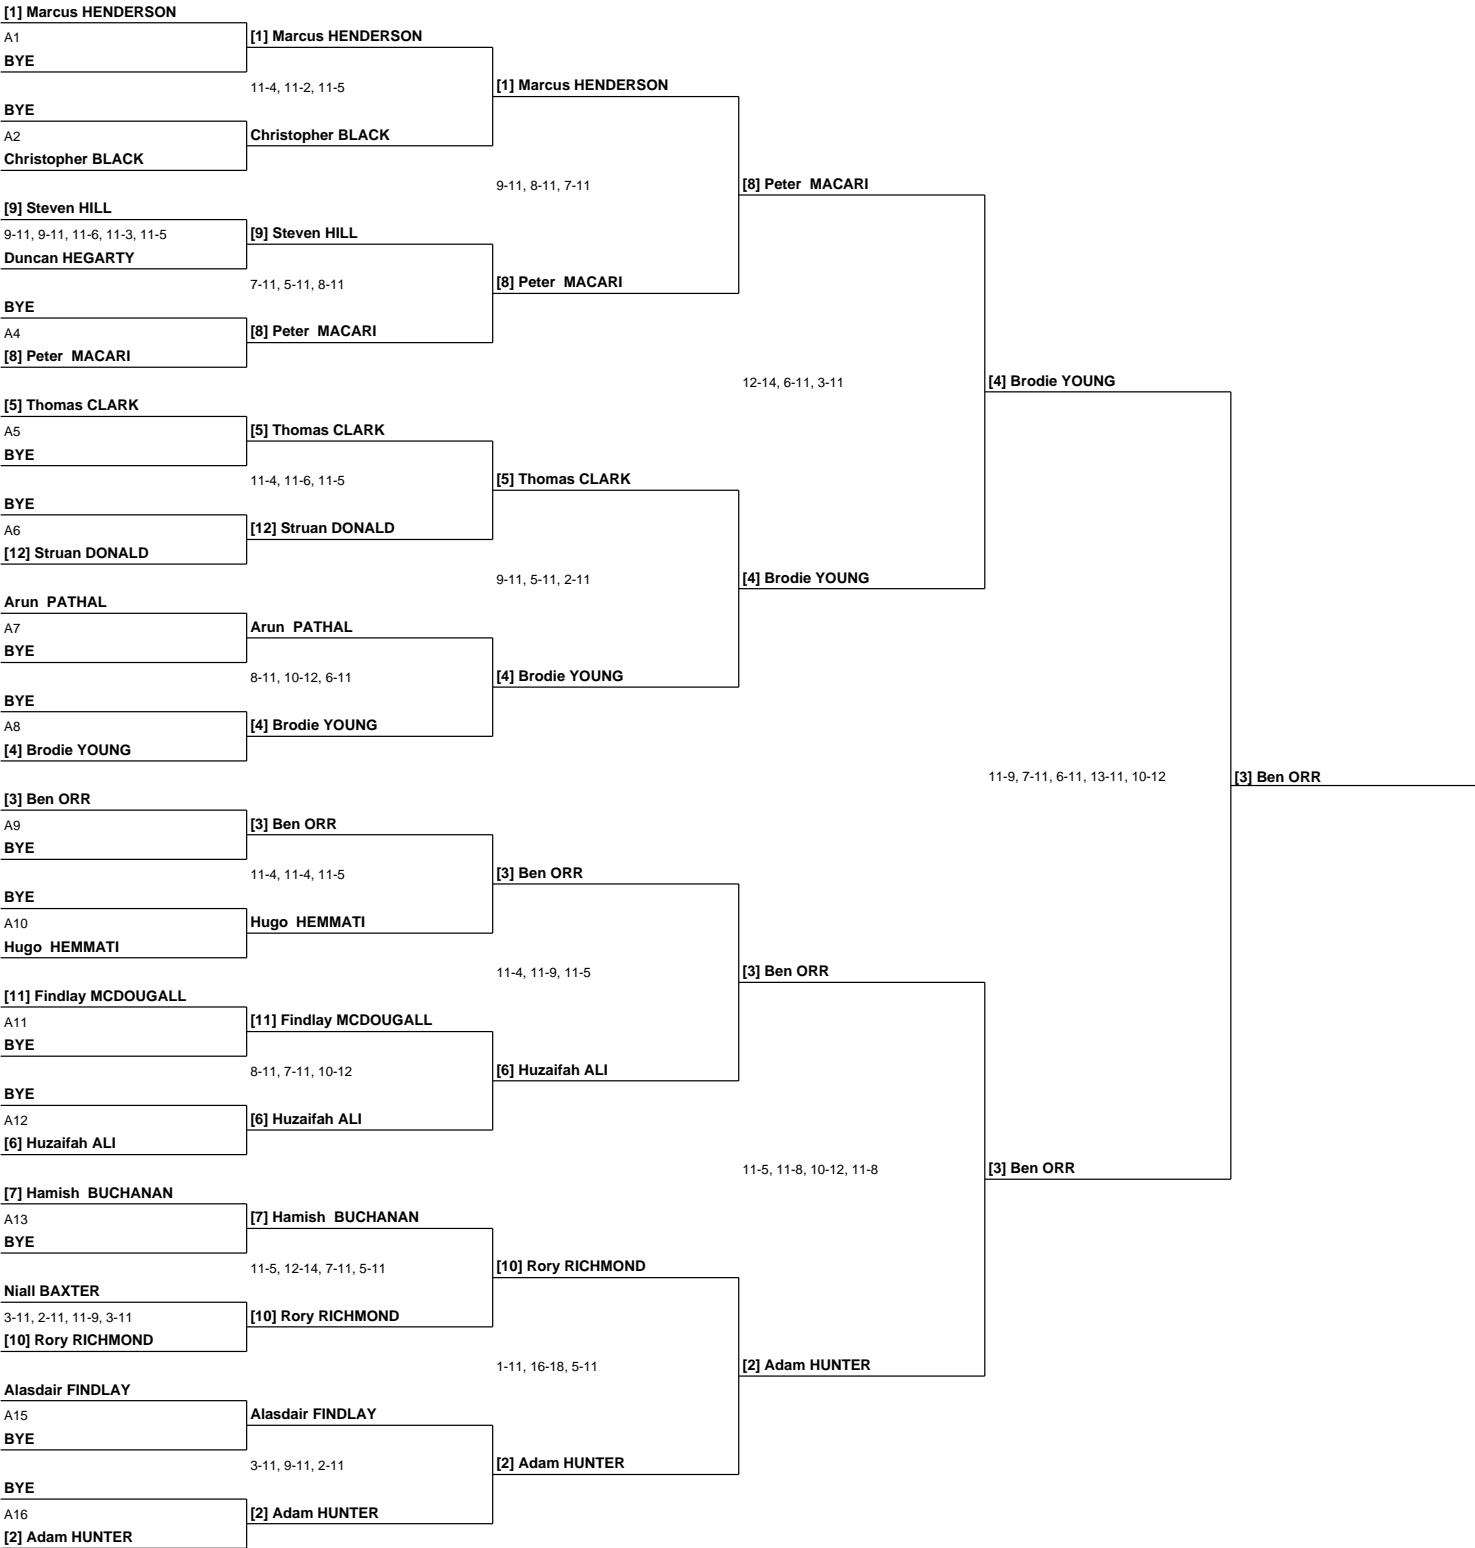 [1] Marcus HENDERSON
A1
BYE
BYE
A2
Christopher BLACK
[9] Steven HILL
9-11, 9-11, 11-6, 11-3, 11-5
Duncan HEGARTY
BYE
A4
[8] Peter  MACARI
[5] Thomas CLARK
A5
BYE
BYE
A6
[12] Struan DONALD
Arun  PATHAL
A7
BYE
BYE
A8
[4] Brodie YOUNG
[3] Ben ORR
A9
BYE
BYE
A10
Hugo  HEMMATI
[11] Findlay MCDOUGALL
A11
BYE
BYE
A12
[6] Huzaifah ALI
[7] Hamish  BUCHANAN
A13
BYE
Niall BAXTER
3-11, 2-11, 11-9, 3-11
[10] Rory RICHMOND
Alasdair FINDLAY
A15
BYE
BYE
A16
[2] Adam HUNTER
[1] Marcus HENDERSON
11-4, 11-2, 11-5
Christopher BLACK
[9] Steven HILL
7-11, 5-11, 8-11
[8] Peter  MACARI
[5] Thomas CLARK
11-4, 11-6, 11-5
[12] Struan DONALD
Arun  PATHAL
8-11, 10-12, 6-11
[4] Brodie YOUNG
[3] Ben ORR
11-4, 11-4, 11-5
Hugo  HEMMATI
[11] Findlay MCDOUGALL
8-11, 7-11, 10-12
[6] Huzaifah ALI
[7] Hamish  BUCHANAN
11-5, 12-14, 7-11, 5-11
[10] Rory RICHMOND
Alasdair FINDLAY
3-11, 9-11, 2-11
[2] Adam HUNTER
[1] Marcus HENDERSON
9-11, 8-11, 7-11
[8] Peter  MACARI
[5] Thomas CLARK
9-11, 5-11, 2-11
[4] Brodie YOUNG
[3] Ben ORR
11-4, 11-9, 11-5
[6] Huzaifah ALI
[10] Rory RICHMOND
1-11, 16-18, 5-11
[2] Adam HUNTER
[8] Peter  MACARI
12-14, 6-11, 3-11
[4] Brodie YOUNG
[3] Ben ORR
11-5, 11-8, 10-12, 11-8
[2] Adam HUNTER
[4] Brodie YOUNG
11-9, 7-11, 6-11, 13-11, 10-12
[3] Ben ORR
[3] Ben ORR